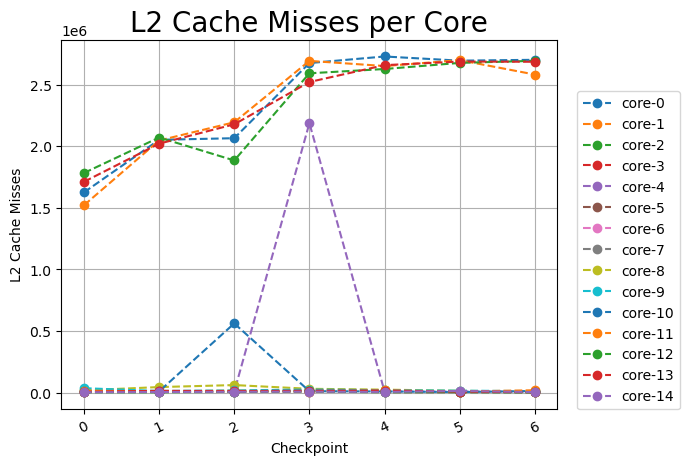 L2 Cache Misses per Core
1e6
2.5
2.0
1.5
1.0
0.5
0.0
L2 Cache Misses
0 1 2 3 4 5 6
Checkpoint
core-0
core-1
core-2
core-3
core-4
core-5
core-6
core-7
core-8
core-9
core-10
core-11
core-12
core-13
core-14